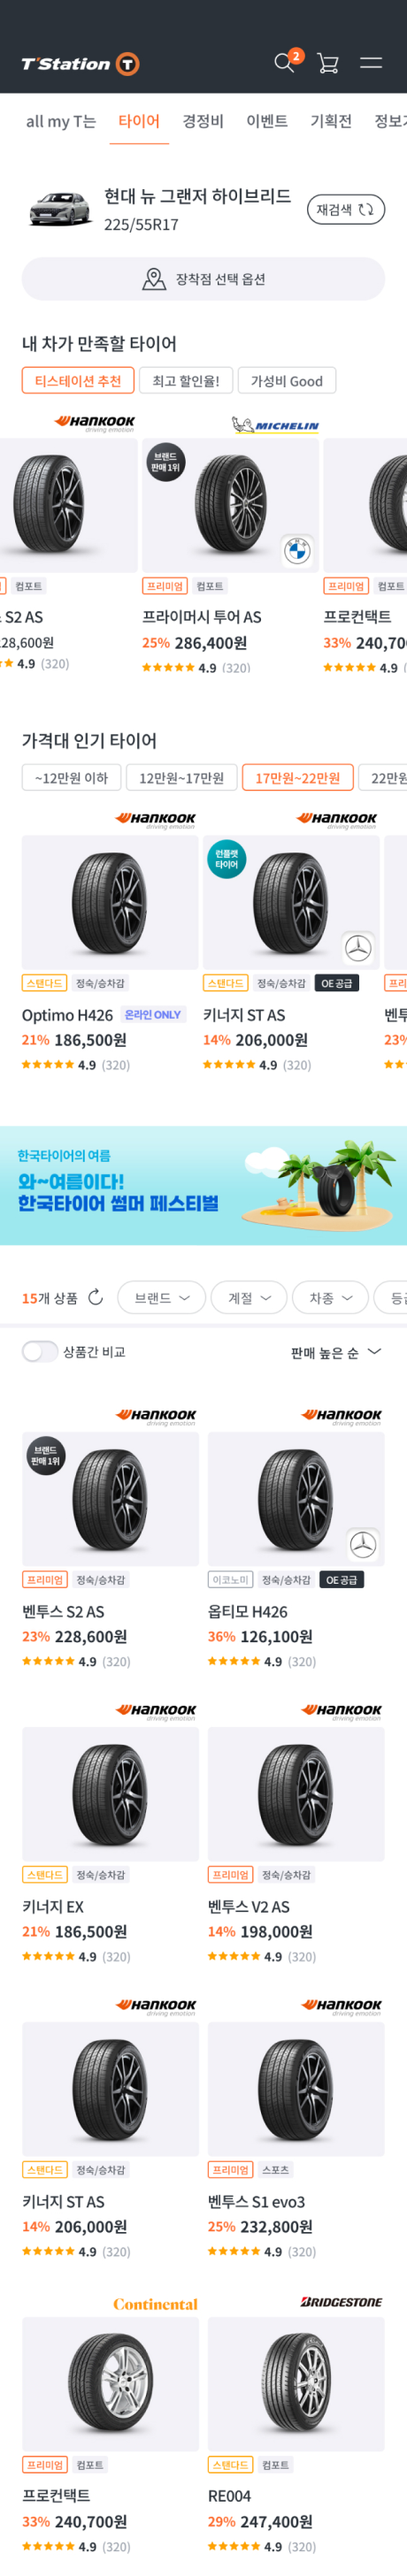 T'Station T
2
all my T는 타이어 경정비 이벤트 기획전 정보
현대 뉴 그랜저 하이브리드
225/55R17
재검색
장착점 선택 옵션
내 차가 만족할 타이어
티스테이션 추천 최고 할인율! 가성비 Good
HANKOOK
driving emotion
MICHELIN
브랜드
판매 1위
컴포트 프리미엄 컴포트 프리미엄 컴포트
S2 AS 프라이머시 투어 AS 프로컨택트
28,600원 25% 286,400원 33% 240,70
4.9 (320) ★★★★★ 4.9 (320) ★★★★★ 4.9
가격대 인기 타이어
~12만원 이하 12만원~17만원 17만원~22만원 22만원
HANKOOK HANKOOK
driving emotion driving emotion
런플랫
타이어
스탠다드 정숙/승차감 스탠다드 정숙/승차감 OE 공급 프리
Optimo H426 온라인 ONLY 키너지 ST AS 벤투
21% 186,500원 14% 206,000원 23%
★★★★★ 4.9 (320) ★★★★★ 4.9 (320) ★★
한국타이어의 여름
와~여름이다!
한국타이어 썸머 페스티벌
15개 상품 브랜드 계절 차종 등급
상품간 비교 판매 높은 순
HANKOOK HANKOOK
driving emotion driving emotion
브랜드
판매 1위
프리미엄 정숙/승차감 이코노미 정숙/승차감 OE 공급
벤투스 S2 AS 옵티모 H426
23% 228,600원 36% 126,100원
★★★★★ 4.9 (320) ★★★★★ 4.9 (320)
HANKOOK HANKOOK
driving emotion driving emotion
스탠다드 정숙/승차감 프리미엄 정숙/승차감
키너지 EX 벤투스 V2 AS
21% 186,500원 14% 198,000원
★★★★★ 4.9 (320) ★★★★★ 4.9 (320)
HANKOOK HANKOOK
driving emotion driving emotion
스탠다드 정숙/승차감 프리미엄 스포츠
키너지 ST AS 벤투스 S1 evo3
14% 206,000원 25% 232,800원
★★★★★ 4.9 (320) ★★★★★ 4.9 (320)
Continental BRIDGESTONE
프리미엄 컴포트 스탠다드 컴포트
프로컨택트 RE004
33% 240,700원 29% 247,400원
★★★★★ 4.9 (320) ★★★★★ 4.9 (320)